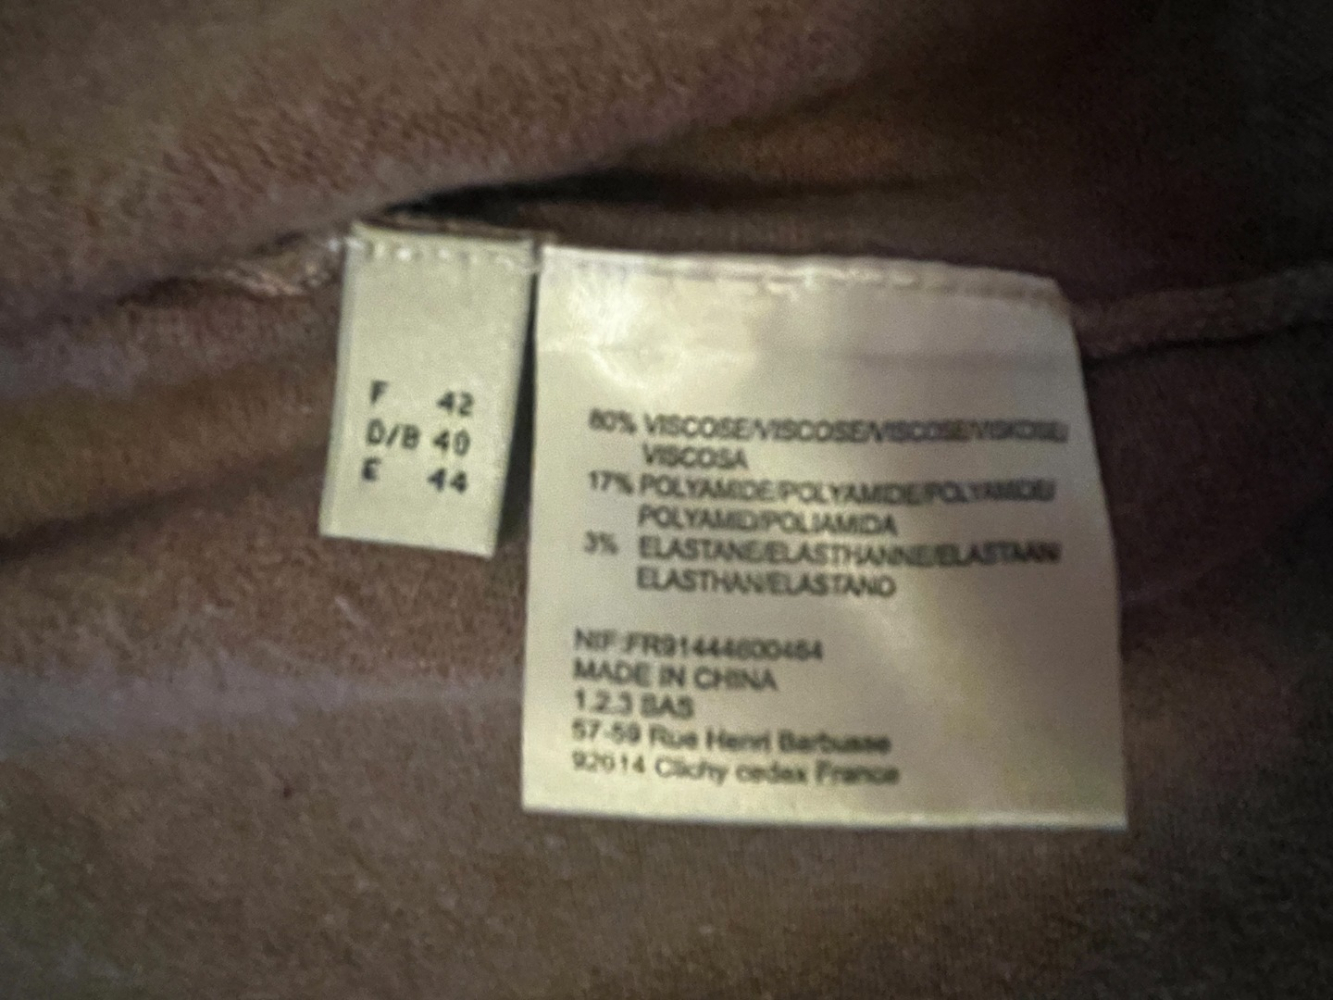 F 42
D/B 40
E 44
80% VISCOSE/VISCOSE/VISCOSE/VISKOSE/
VISCOSA
17% POLYAMIDE/POLYAMIDE/POLYAMIDE/
POLYAMID/POLIAMIDA
3% ELASTANE/ELASTHANNE/ELASTAAN/
ELASTHAN/ELASTANO
NIF:FR91444600464
MADE IN CHINA
1.2.3 SAS
57-59 Rue Henri Barbusse
92014 Clichy cedex France